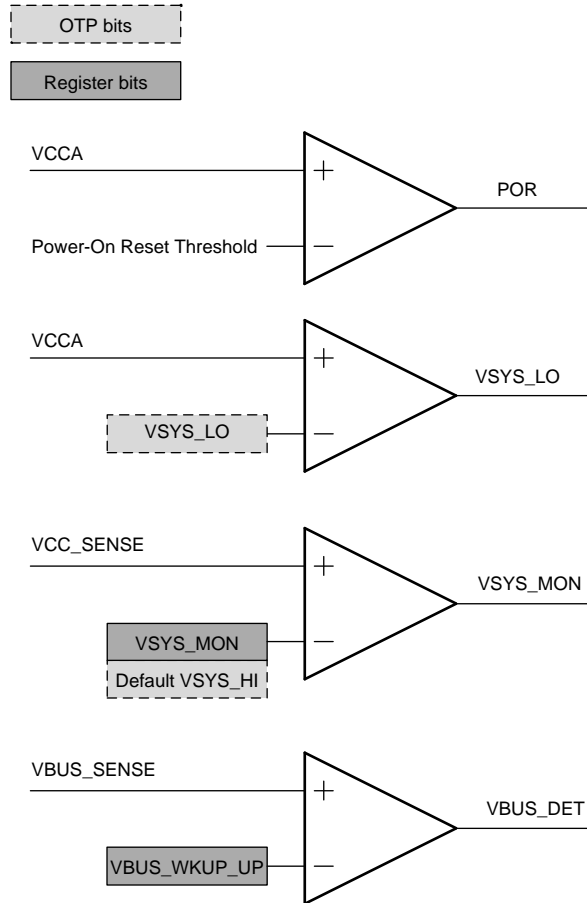 OTP bits
Register bits
VCCA
+
POR
Power-On Reset Threshold
−
VCCA
+
VSYS_LO
VSYS_LO
−
VCC_SENSE
+
VSYS_MON
VSYS_MON
−
Default VSYS_HI
VBUS_SENSE
+
VBUS_DET
VBUS_WKUP_UP
−